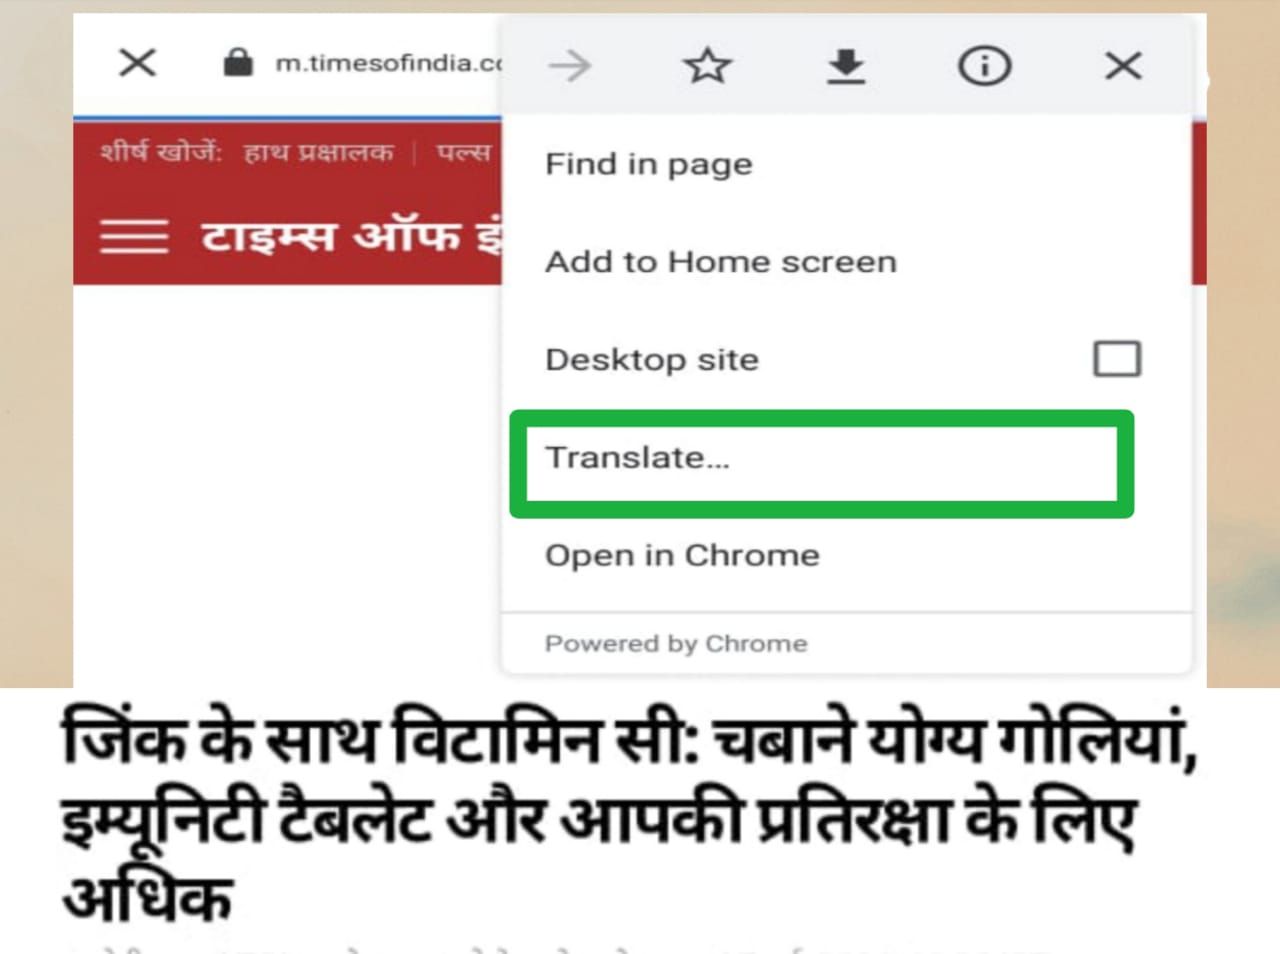 m.timesofindia.c
शीर्ष खोजें: हाथ प्रक्षालक | पल्स
टाइम्स ऑफ इं
Find in page
Add to Home screen
Desktop site
Translate...
Open in Chrome
Powered by Chrome
जिंक के साथ विटामिन सी: चबाने योग्य गोलियां,
इम्यूनिटी टैबलेट और आपकी प्रतिरक्षा के लिए
अधिक